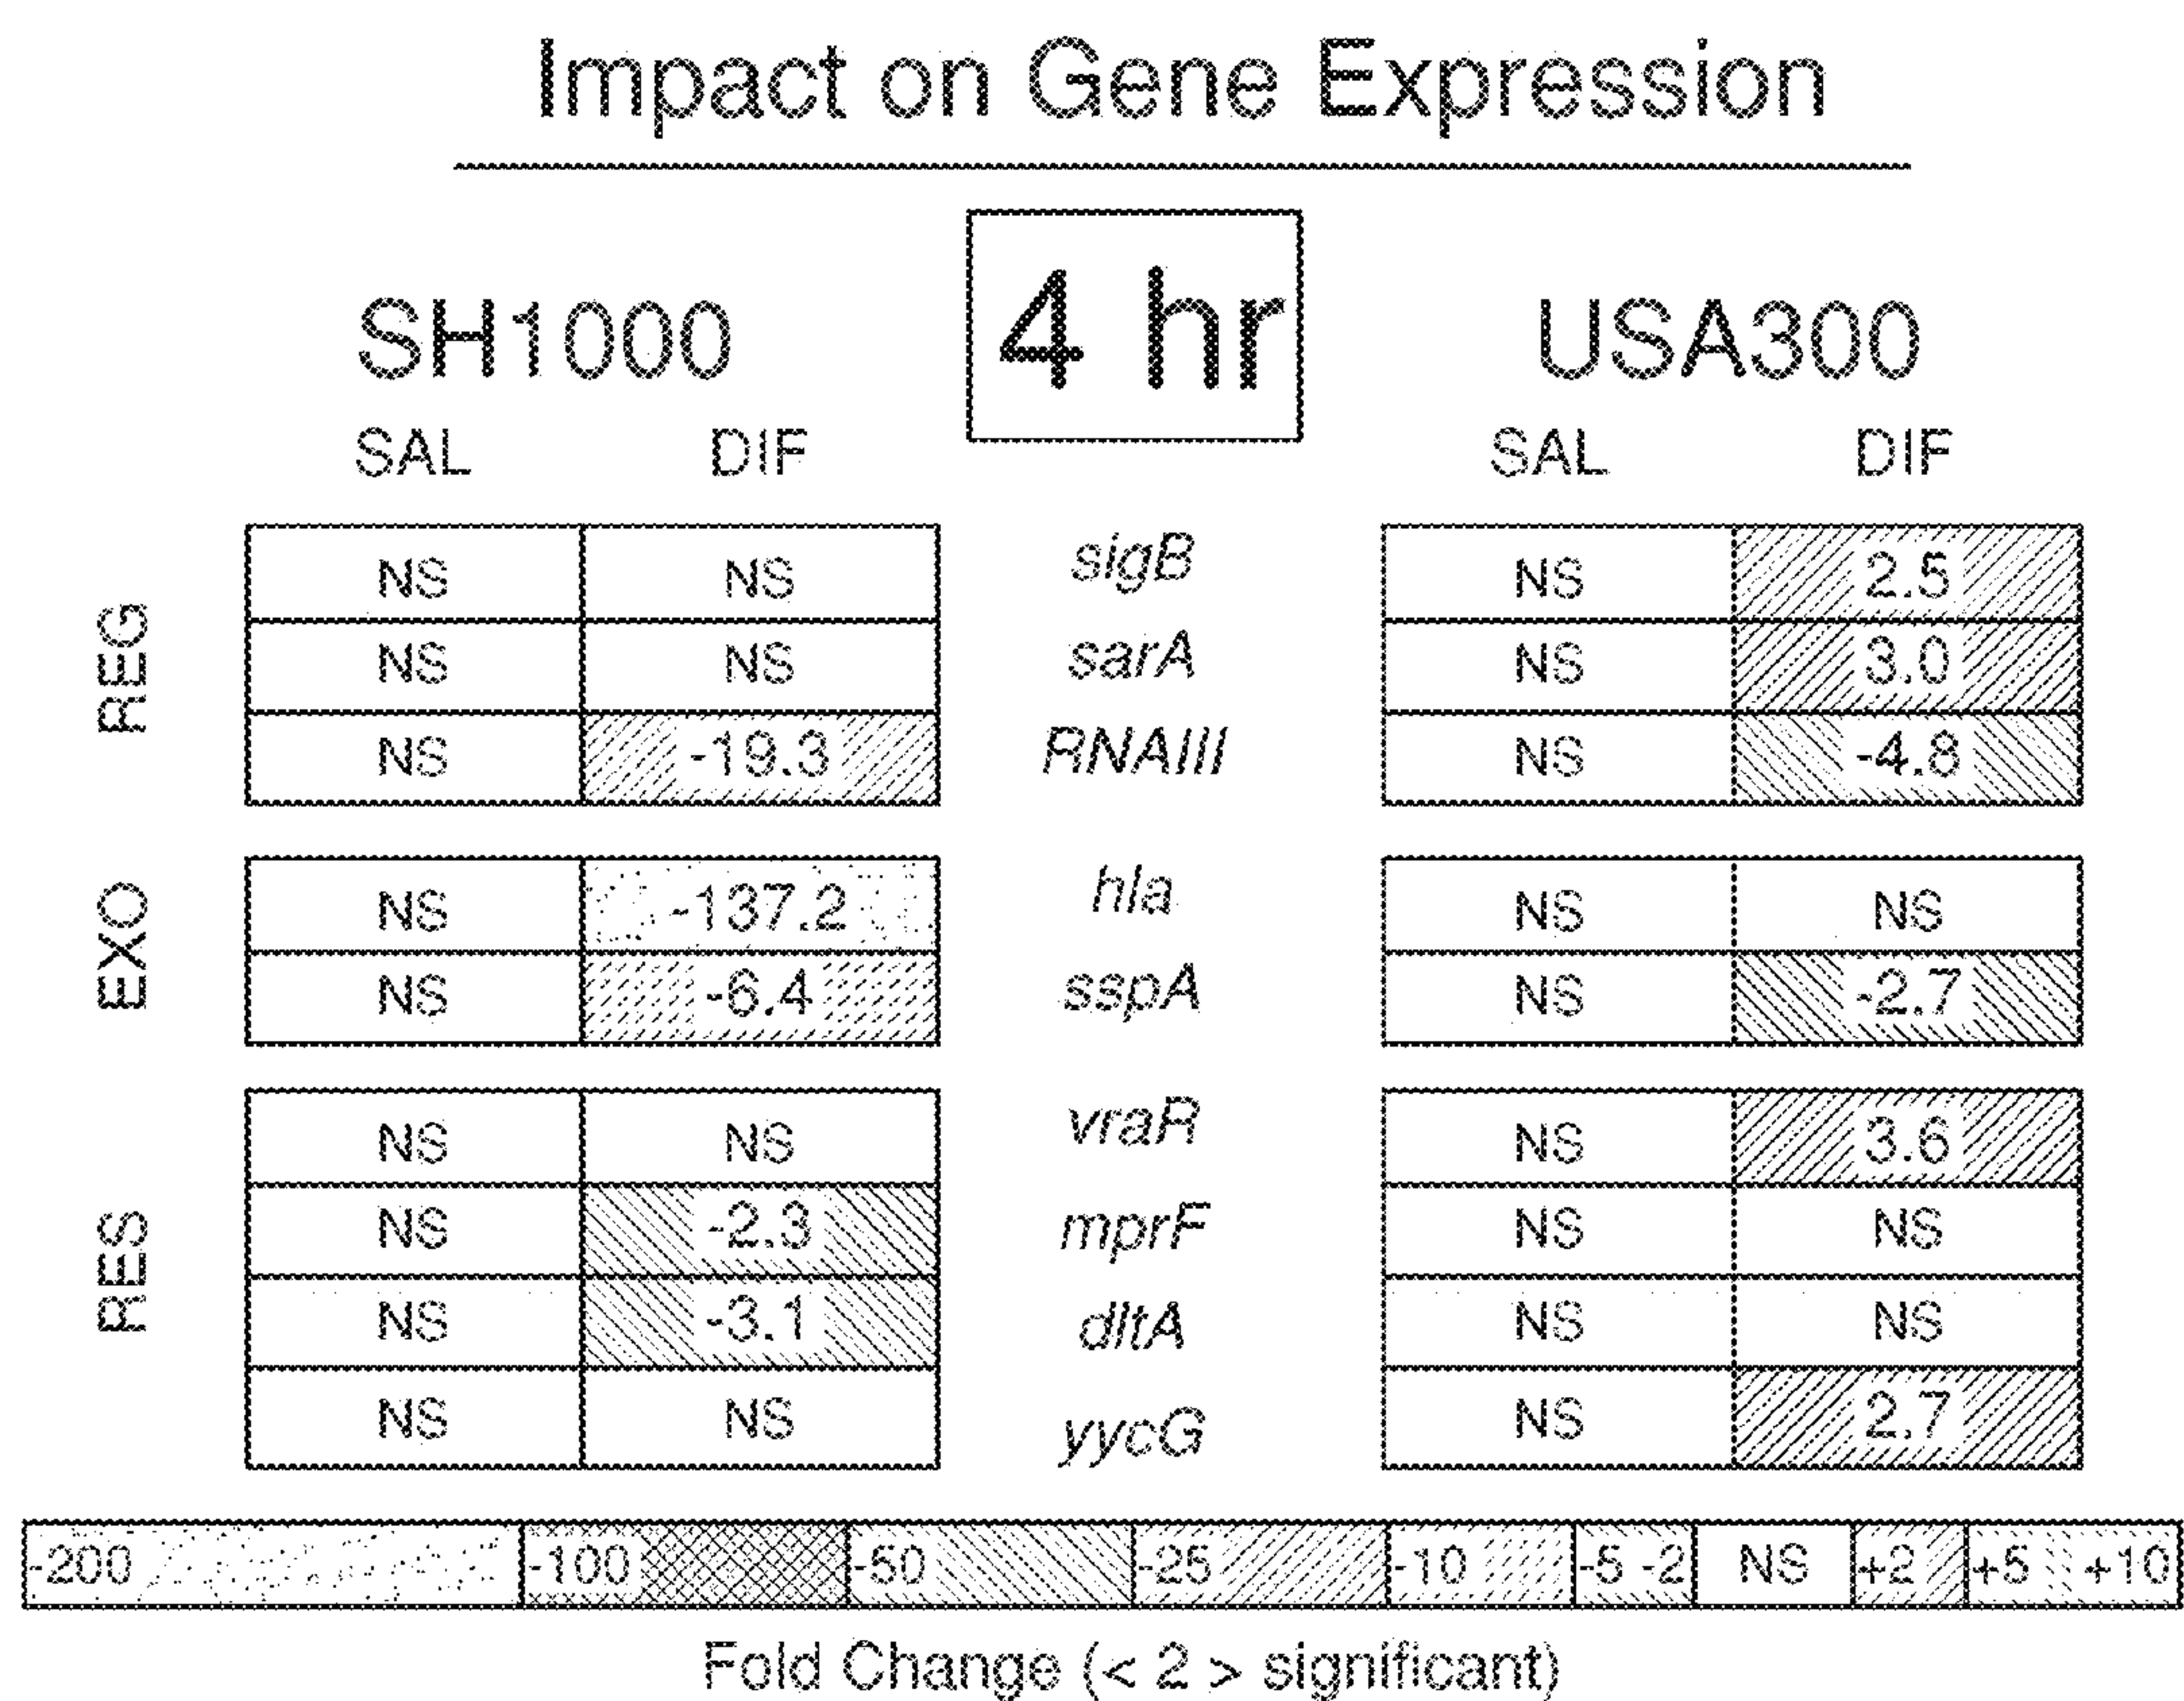 Impact on Gene Expression
4 hr
SH1000 USA300
SAL DIF SAL DIF
REG
NS NS sigB NS 2.5
NS NS sarA NS 3.0
NS -19.3 RNAIII NS -4.8
EXO
NS -137.2 hla NS NS
NS -6.4 sspA NS -2.7
RES
NS NS vraR NS 3.6
NS -2.3 mprF NS NS
NS -3.1 dltA NS NS
NS NS yycG NS 2.7
-200 -100 -50 -25 -10 -5 -2 NS +2 +5 +10
Fold Change (< 2 > significant)